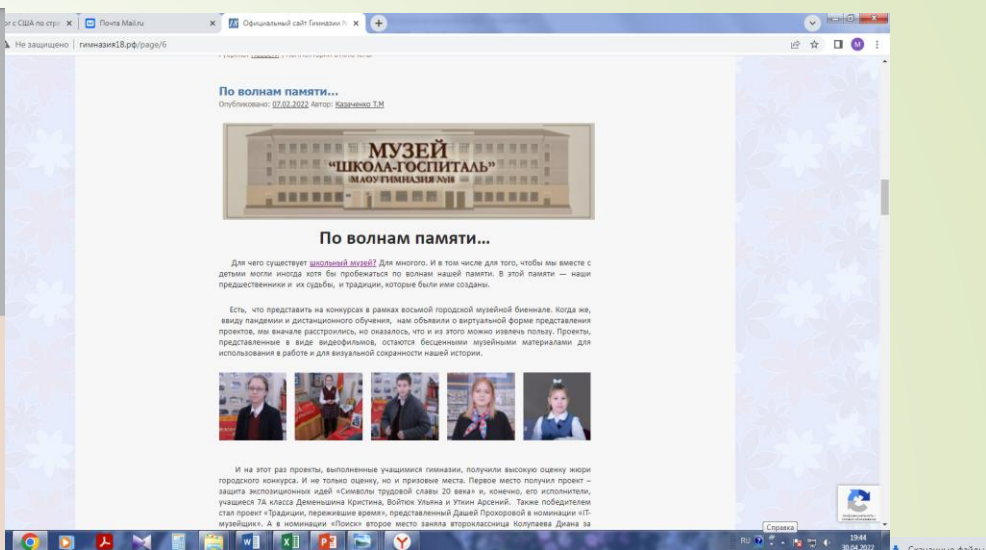 ог с США по стра
Почта Mail.ru
Официальный сайт Гимназии №
Не защищено | гимназия18.рф/page/6
По волнам памяти...
Опубликовано: 07.02.2022 Автор: Казаченко Т.М
МУЗЕЙ
“ШКОЛА-ГОСПИТАЛЬ”
МАОУ ГИМНАЗИЯ №18
По волнам памяти...
Для чего существует школьный музей? Для многого. И в том числе для того, чтобы мы вместе с
детьми могли иногда хотя бы пробежаться по волнам нашей памяти. В этой памяти — наши
предшественники и их судьбы, и традиции, которые были ими созданы.
Есть, что представить на конкурсах в рамках восьмой городской музейной биеннале. Когда же,
ввиду пандемии и дистанционного обучения, нам объявили о виртуальной форме представления
проектов, мы вначале расстроились, но оказалось, что и из этого можно извлечь пользу. Проекты,
представленные в виде видеофильмов, остаются бесценными музейными материалами для
использования в работе и для визуальной сохранности нашей истории.
И на этот раз проекты, выполненные учащимися гимназии, получили высокую оценку жюри
городского конкурса. И не только оценку, но и призовые места. Первое место получил проект –
защита экспозиционных идей «Символы трудовой славы 20 века» и, конечно, его исполнители,
учащиеся 7А класса Деменьшина Кристина, Войтюк Ульяна и Уткин Арсений. Также победителем
стал проект «Традиции, пережившие время», представленный Дашей Прохоровой в номинации «IT-
музейщик». А в номинации «Поиск» второе место заняла второклассница Колупаева Диана за
Справка
RU
19:44
30.04.2022
Скачанные файлы